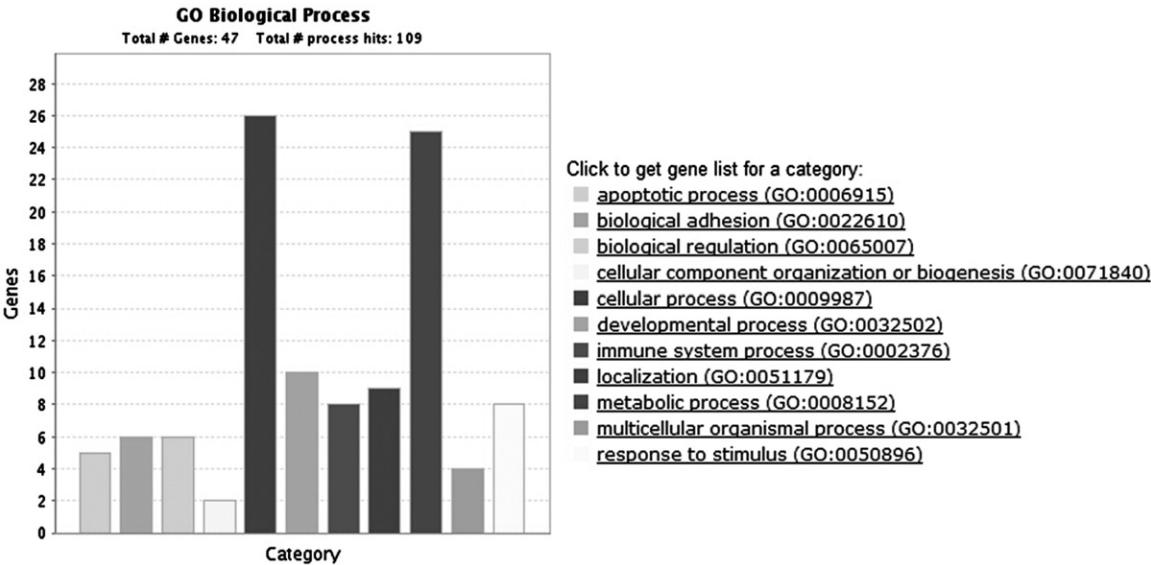 GO Biological Process
Total # Genes: 47 Total # process hits: 109
28
26
24
22
20
18
16
14
12
10
8
6
4
2
0
Genes
Category
Click to get gene list for a category:
apoptotic process (GO:0006915)
biological adhesion (GO:0022610)
biological regulation (GO:0065007)
cellular component organization or biogenesis (GO:0071840)
cellular process (GO:0009987)
developmental process (GO:0032502)
immune system process (GO:0002376)
localization (GO:0051179)
metabolic process (GO:0008152)
multicellular organismal process (GO:0032501)
response to stimulus (GO:0050896)